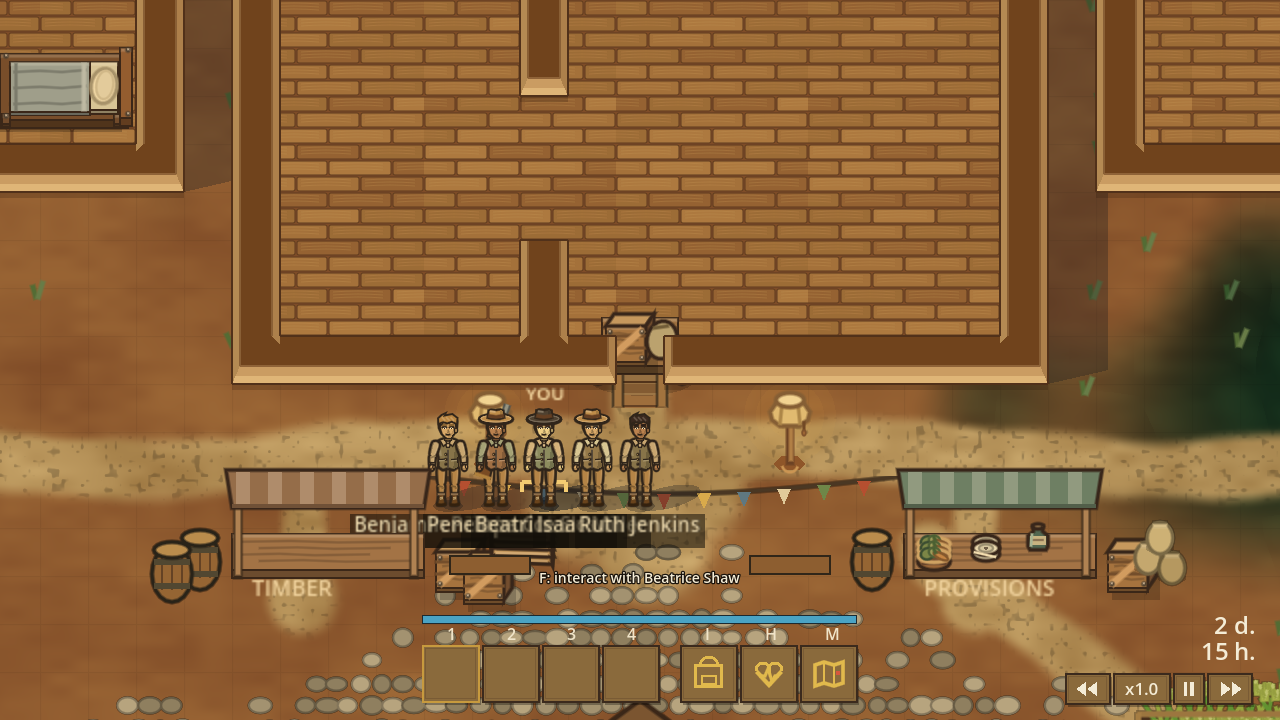 YOU
Benja
Pene
Beatri
Isaa
Ruth Jenkins
TIMBER
F: interact with Beatrice Shaw
PROVISIONS
1 2 3 4 I H M
2 d.
15 h.
x1.0